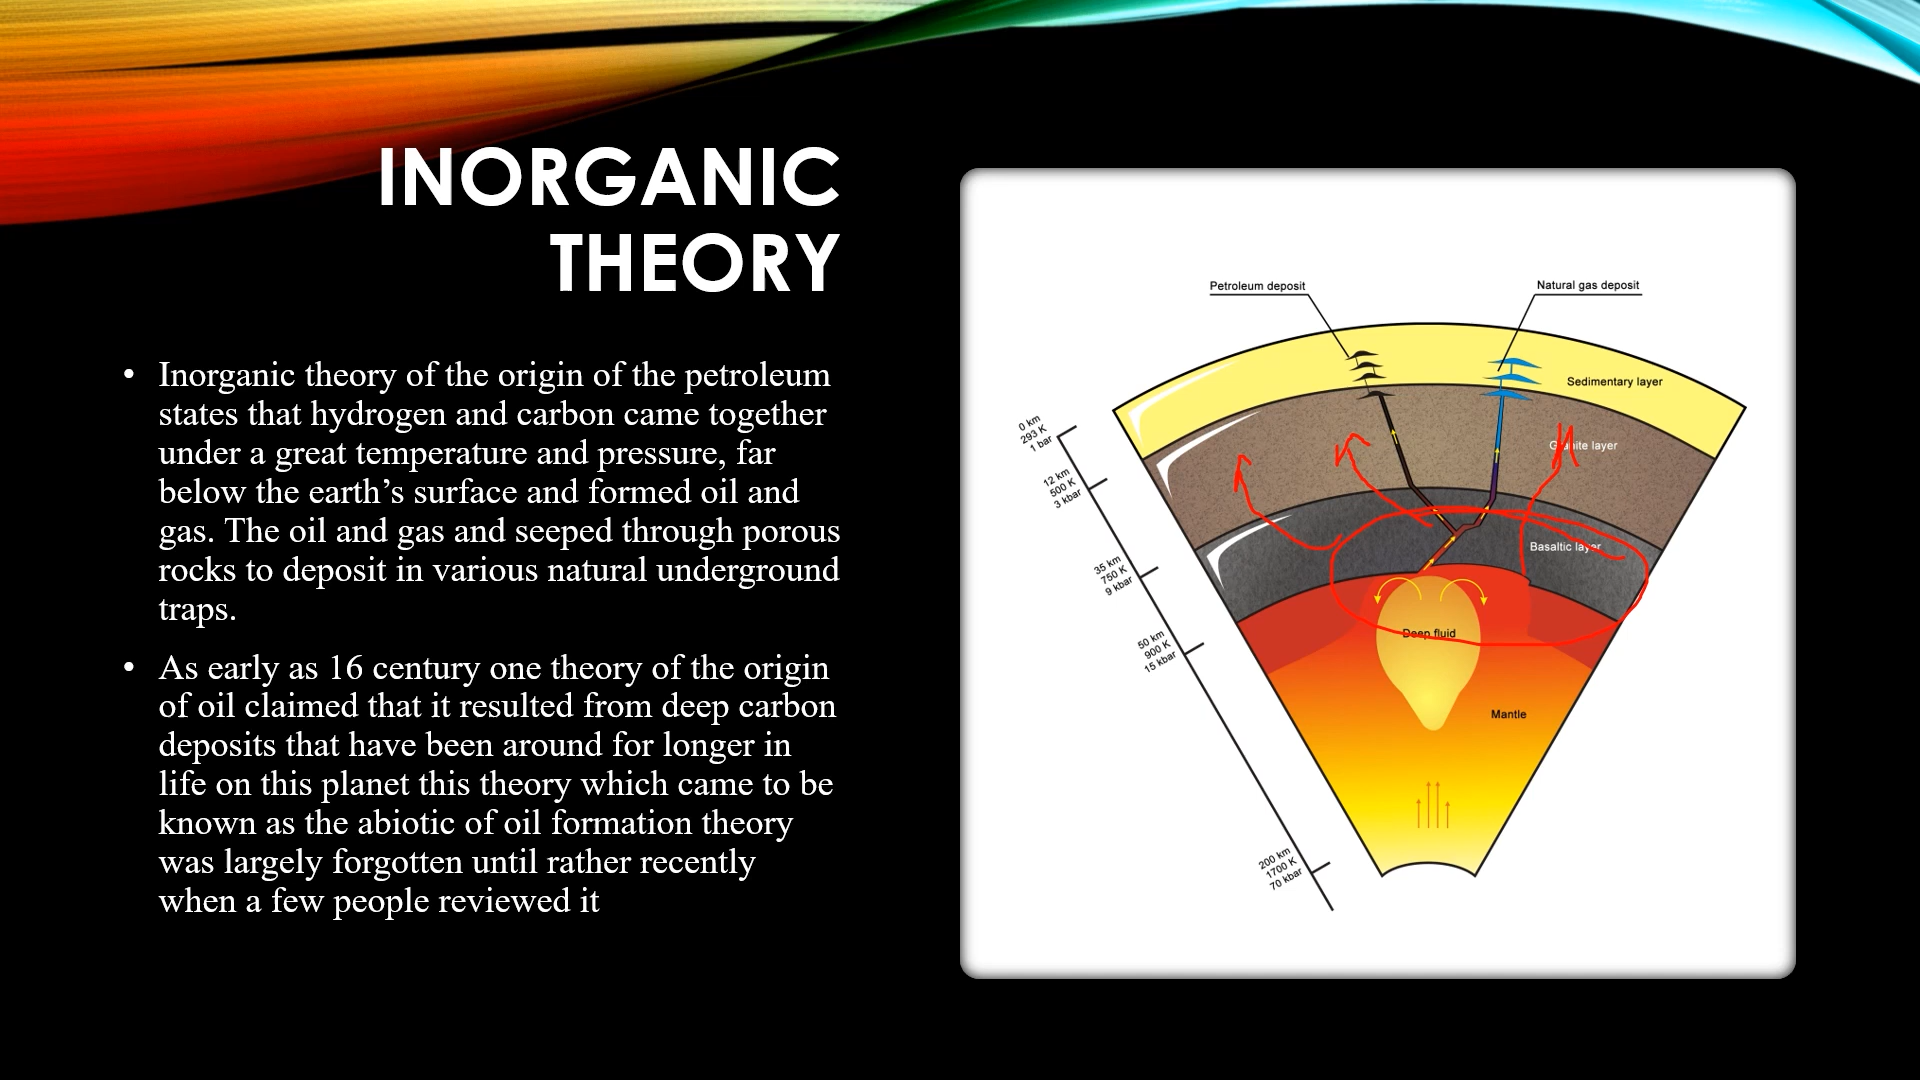 INORGANIC
THEORY
• Inorganic theory of the origin of the petroleum
states that hydrogen and carbon came together
under a great temperature and pressure, far
below the earth’s surface and formed oil and
gas. The oil and gas and seeped through porous
rocks to deposit in various natural underground
traps.
• As early as 16 century one theory of the origin
of oil claimed that it resulted from deep carbon
deposits that have been around for longer in
life on this planet this theory which came to be
known as the abiotic of oil formation theory
was largely forgotten until rather recently
when a few people reviewed it
Petroleum deposit
Natural gas deposit
Sedimentary layer
Granite layer
Basaltic layer
Deep fluid
Mantle
0 km
293 K
1 bar
12 km
500 K
3 kbar
35 km
750 K
9 kbar
50 km
900 K
15 kbar
200 km
1700 K
70 kbar